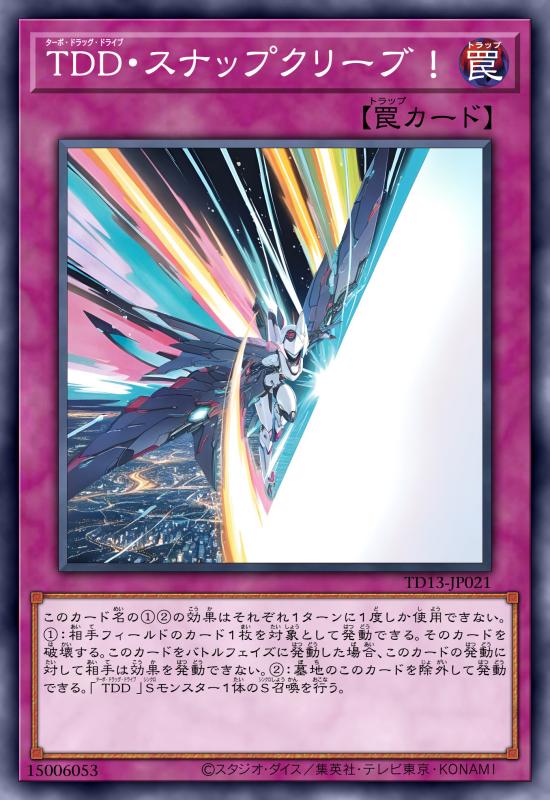 ターボ・ドラッグ・ドライブ
TDD・スナップクリーブ！
トラップ
罠
トラップ
【罠カード】
TD13-JP021
このカード名の①②の効果はそれぞれ１ターンに１度しか使用できない。
①：相手フィールドのカード１枚を対象として発動できる。そのカードを
破壊する。このカードをバトルフェイズに発動した場合、このカードの発動に
対して相手は効果を発動できない。②：墓地のこのカードを除外して発動
できる。「TDD」Sモンスター１体のS召喚を行う。
15006053
©スタジオ・ダイス／集英社・テレビ東京・KONAMI